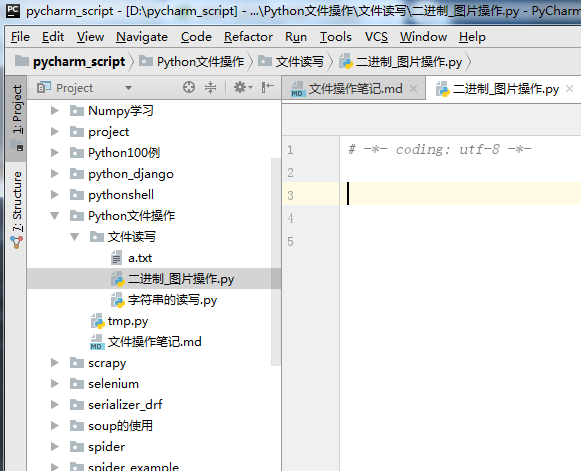 pycharm_script - [D:\pycharm_script] - ...\Python文件操作\文件读写\二进制_图片操作.py - PyCharm
File Edit View Navigate Code Refactor Run Tools VCS Window Help
pycharm_script Python文件操作 文件读写 二进制_图片操作.py
1: Project
7: Structure
Project
文件操作笔记.md
二进制_图片操作.py
Numpy学习
project
Python100例
python_django
pythonshell
Python文件操作
文件读写
a.txt
二进制_图片操作.py
字符串的读写.py
tmp.py
文件操作笔记.md
scrapy
selenium
serializer_drf
soup的使用
spider
spider_example
1 # -*- coding: utf-8 -*-
2
3
4
5